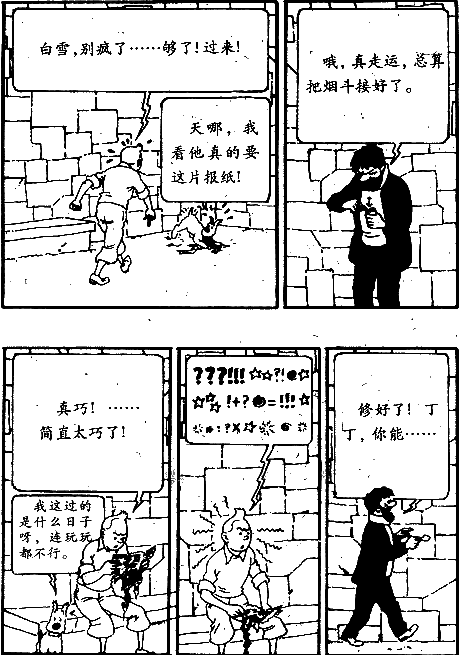 白雪,别疯了……够了!过来!
天哪，我
看他真的要
这片报纸!
哦，真走运，总算
把烟斗接好了。
真巧! ……
简直太巧了!
我这过的
是什么日子
呀，连玩玩
都不行。
???!!! ☆☆?!
!+? =!!! ☆
:?
修好了! 丁
丁，你能……